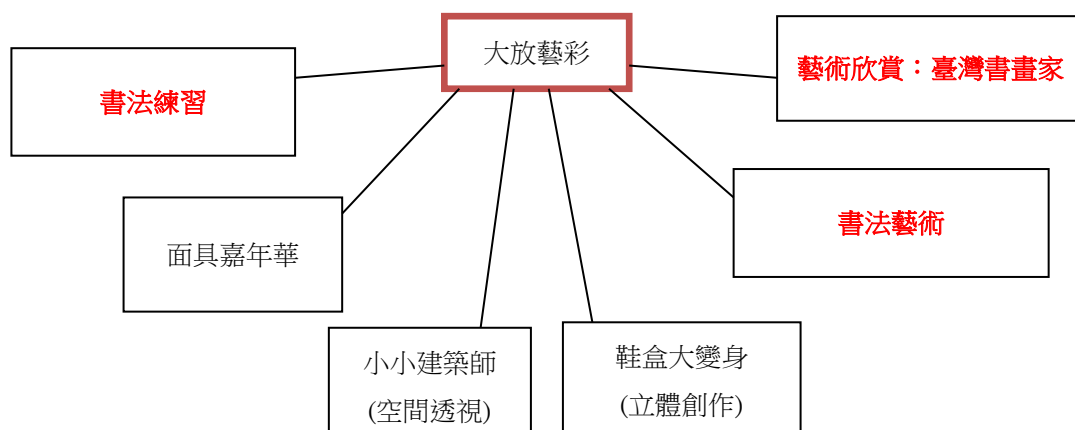 大放藝彩
藝術欣賞：臺灣書畫家
書法練習
書法藝術
面具嘉年華
小小建築師
(空間透視)
鞋盒大變身
(立體創作)